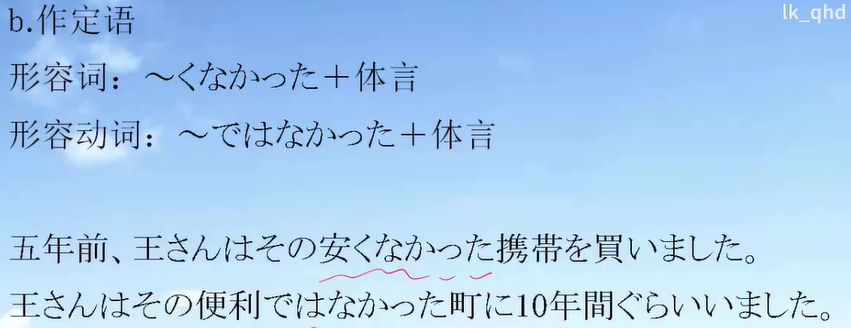 lk_qhd
b.作定语
形容词：～くなかった＋体言
形容动词：～ではなかった＋体言
五年前、王さんはその安くなかった携帯を買いました。
王さんはその便利ではなかった町に10年間ぐらいいました。